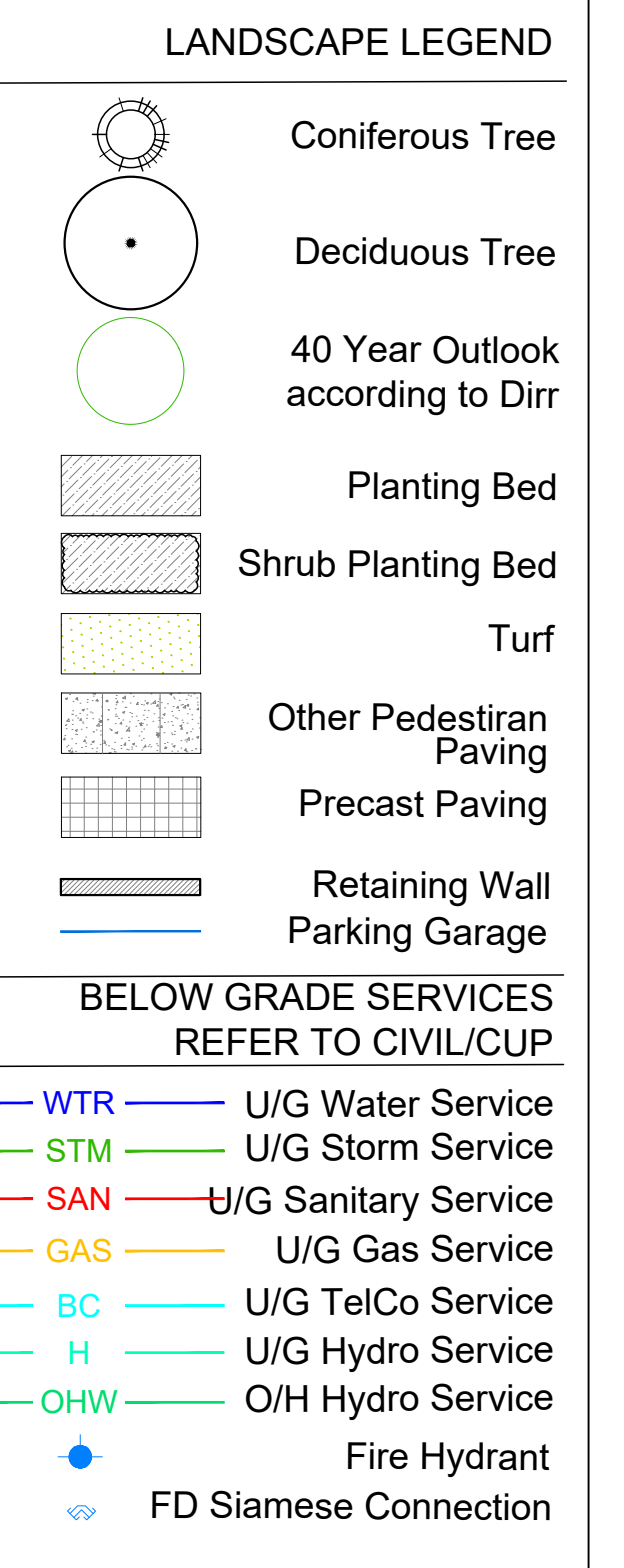 LANDSCAPE LEGEND
Coniferous Tree
Deciduous Tree
40 Year Outlook
according to Dirr
Planting Bed
Shrub Planting Bed
Turf
Other Pedestiran
Paving
Precast Paving
Retaining Wall
Parking Garage
BELOW GRADE SERVICES
REFER TO CIVIL/CUP
WTR U/G Water Service
STM U/G Storm Service
SAN U/G Sanitary Service
GAS U/G Gas Service
BC U/G TelCo Service
H U/G Hydro Service
OHW O/H Hydro Service
Fire Hydrant
FD Siamese Connection